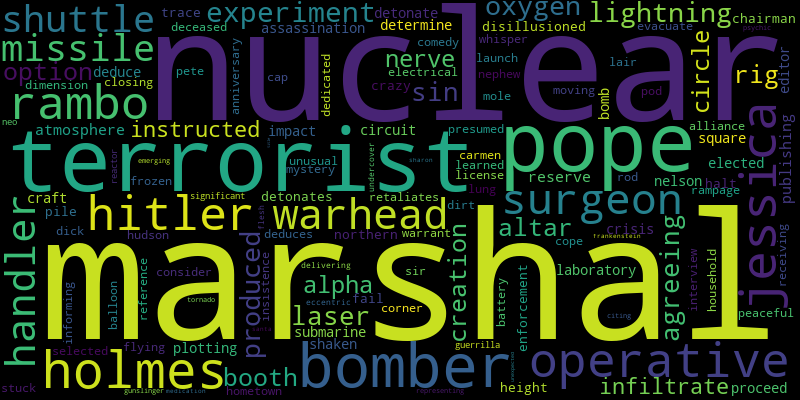 shuttle trace experiment detonate oxygen lightning chairman
deceased assassination determine disillusioned whisper evacuate psychic
missile nuclear nerve comedy launch circle rig editor
option deduce pete anniversary cap dedicated electrical crazy nephew lair
dimension closing sin mole moving pod bomb
rambo neo atmosphere instructed impact circuit presumed alliance square elected publishing
terrorist pope jessica
reactor emerging unusual mystery frozen undercover sharon carmen learned license reserve rod nelson halt rampage
craft significant detonates retaliates lung dirt surgeon
handler pile hitler flesh warhead altar crisis
dick hudson deduces northern warrant creation cope agreeing interview household receiving
marshal
informing balloon reference consider produced insistence delivering sir eccentric alpha fail corner battery enforcement laboratory frankenstein peaceful
tornado laser submarine citing
selected flying plotting shaken guerrilla
stuck holmes booth bomber height operative infiltrate proceed
gunslinger medication hometown unexpected representing